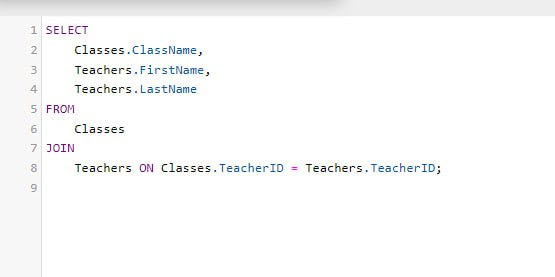 1 SELECT
2 Classes.ClassName,
3 Teachers.FirstName,
4 Teachers.LastName
5 FROM
6 Classes
7 JOIN
8 Teachers ON Classes.TeacherID = Teachers.TeacherID;
9